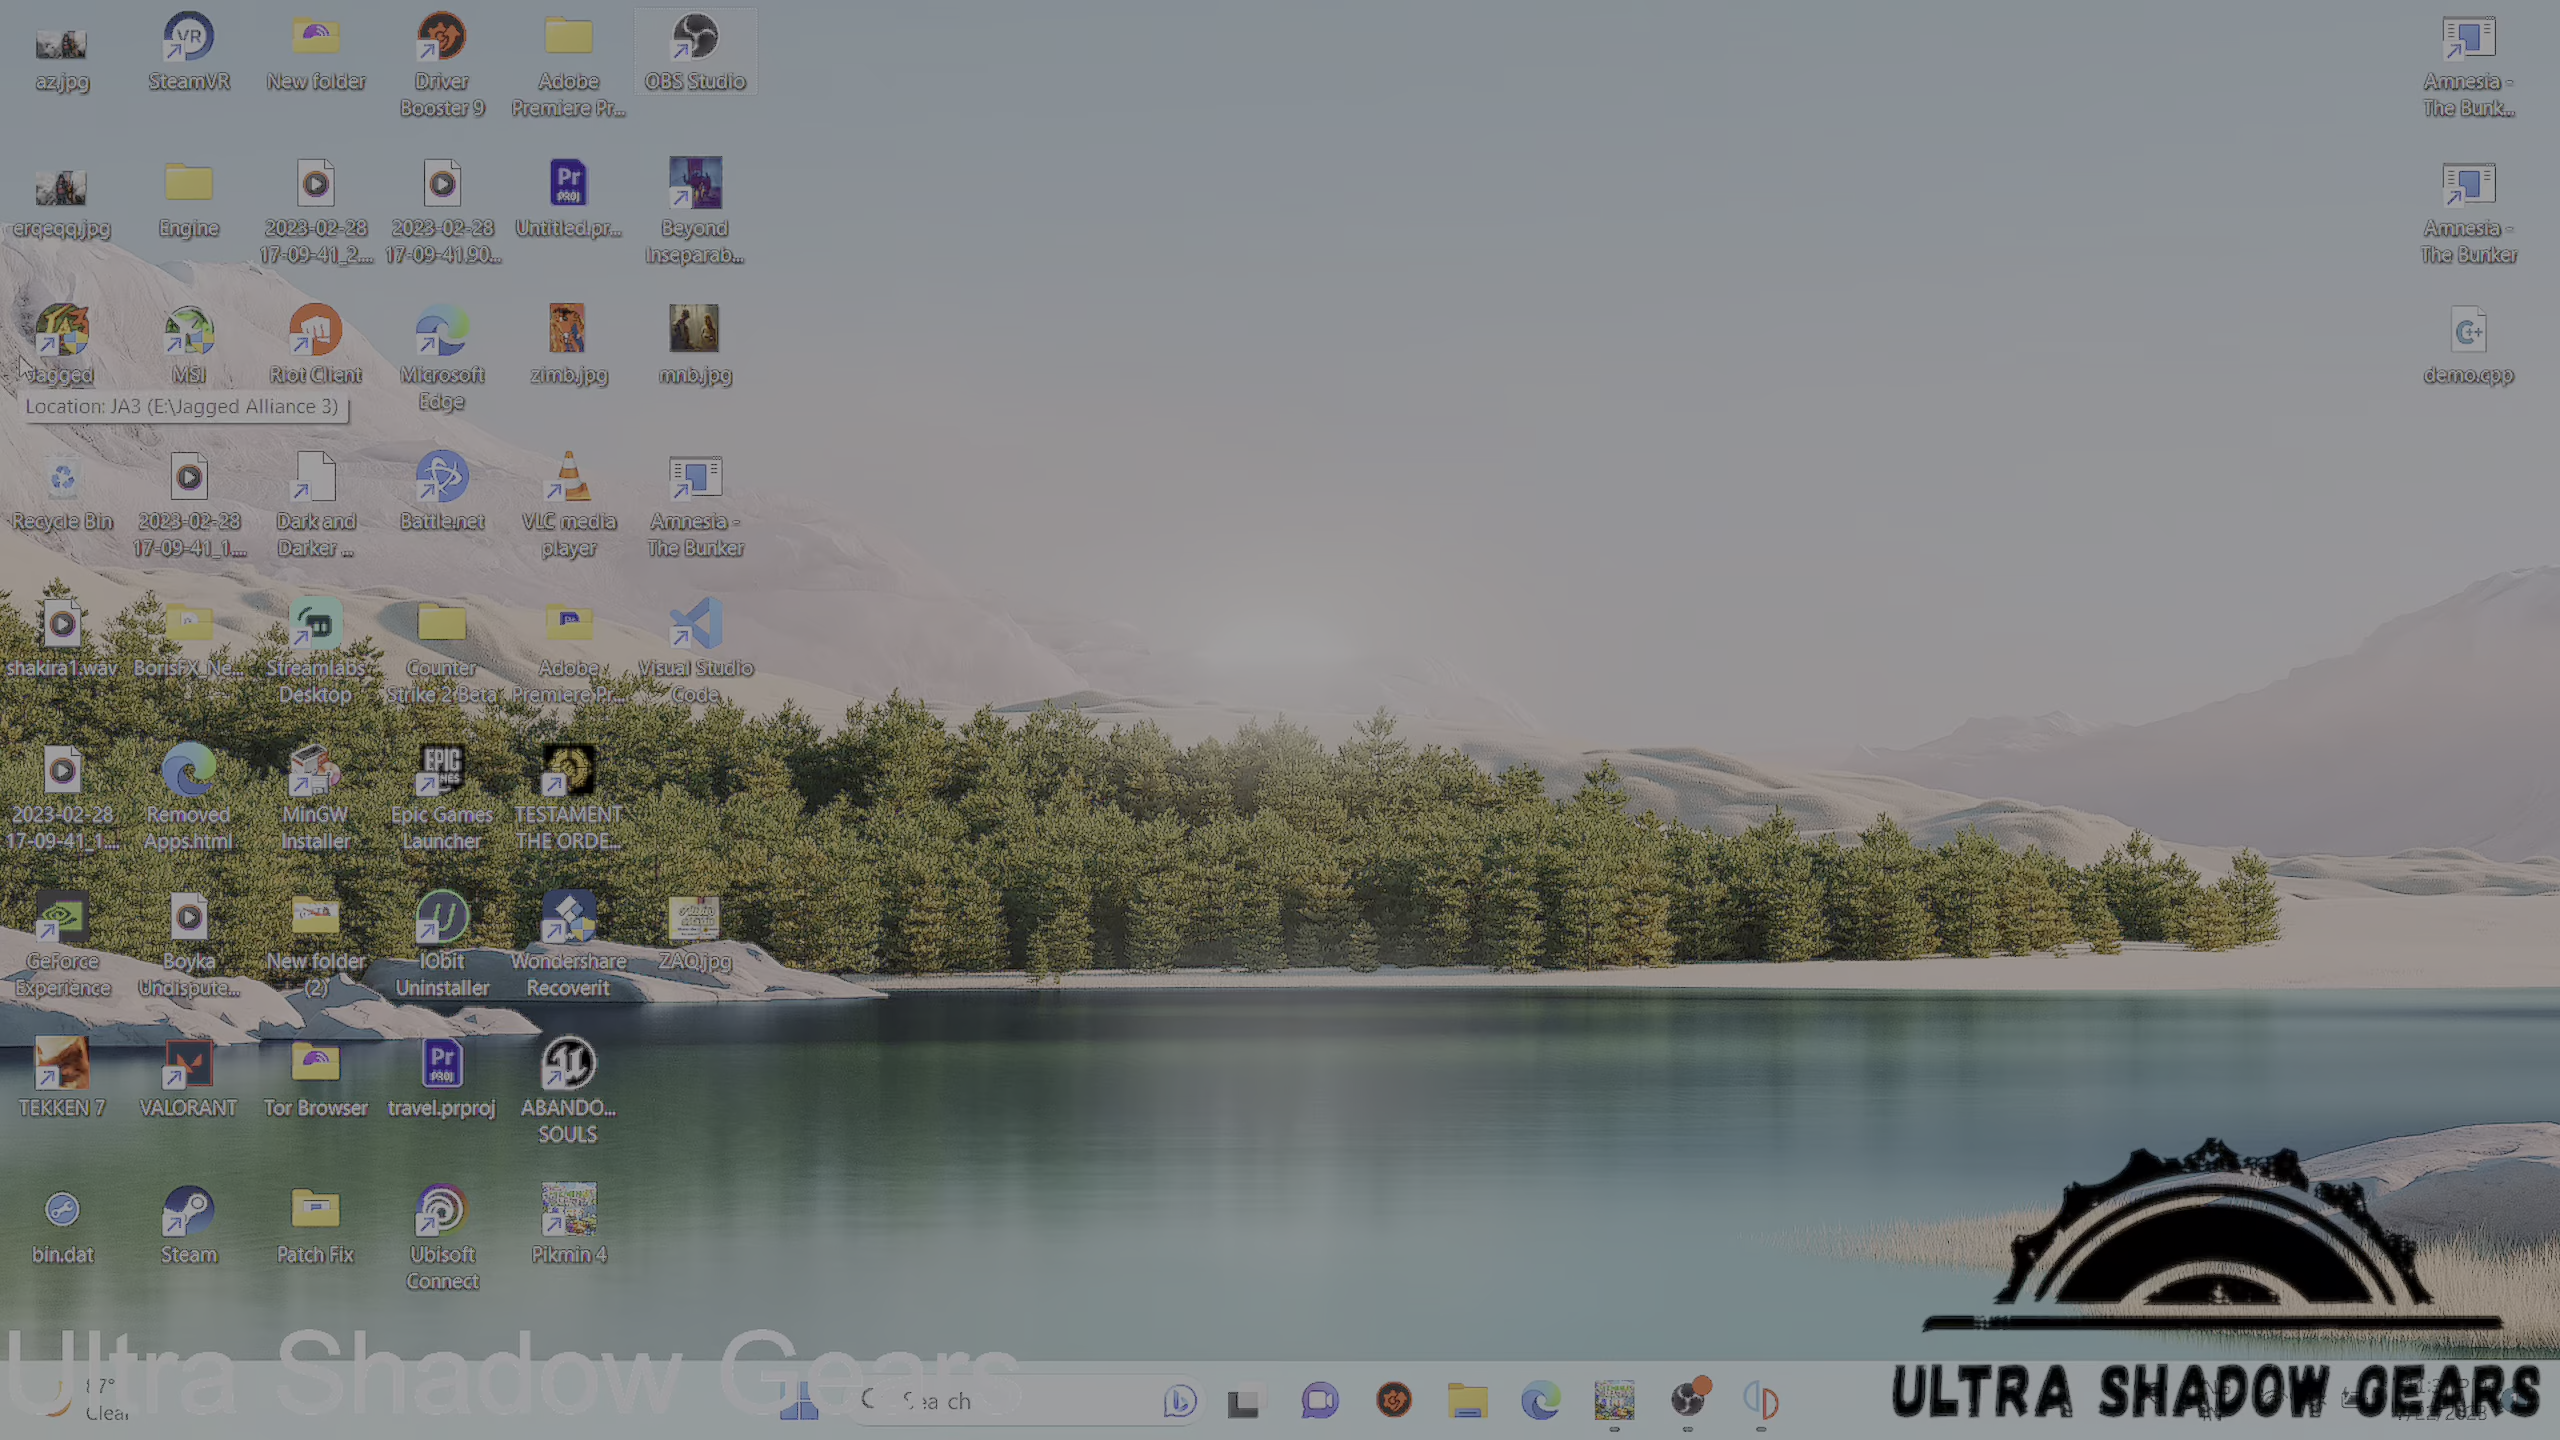 az.jpg
SteamVR
New folder
Driver
Booster 9
Adobe
Premiere Pr...
OBS Studio
Amnesia -
The Bunk...
erqeqq.jpg
Engine
2023-02-28
17-09-41_2....
2023-02-28
17-09-41.90...
Untitled.pr...
Beyond
Inseparab...
Amnesia -
The Bunker
Jagged
MSI
Riot Client
Microsoft
Edge
zimb.jpg
mnb.jpg
demo.cpp
Location: JA3 (E:\Jagged Alliance 3)
Recycle Bin
2023-02-28
17-09-41_1....
Dark and
Darker ...
Battle.net
VLC media
player
Amnesia -
The Bunker
shakira1.wav
BorisFX_Ne...
Streamlabs
Desktop
Counter
Strike 2 Beta
Adobe
Premiere Pr...
Visual Studio
Code
2023-02-28
17-09-41_1....
Removed
Apps.html
MinGW
Installer
EPIC
Epic Games
Launcher
TESTAMENT
THE ORDE...
GeForce
Experience
Boyka
Undispute...
New folder
(2)
IObit
Uninstaller
Wondershare
Recoverit
ZAQ.jpg
TEKKEN 7
VALORANT
Tor Browser
travel.prproj
ABANDO...
SOULS
bin.dat
Steam
Patch Fix
Ubisoft
Connect
Pikmin 4
Ultra Shadow Gears
87°
Clear
Search
ULTRA SHADOW GEARS